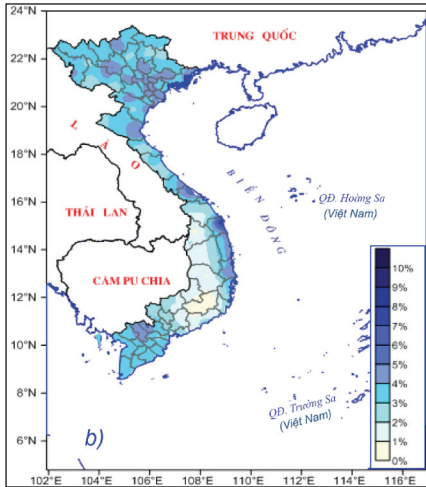 24°N
22°N
20°N
18°N
16°N
14°N
12°N
10°N
8°N
6°N
TRUNG QUỐC
LÀO
THÁI LAN
CĂM PU CHIA
BIỂN ĐÔNG
QĐ. Hoàng Sa
(Việt Nam)
QĐ. Trường Sa
(Việt Nam)
10%
9%
8%
7%
6%
5%
4%
3%
2%
1%
0%
b)
102°E 104°E 106°E 108°E 110°E 112°E 114°E 116°E